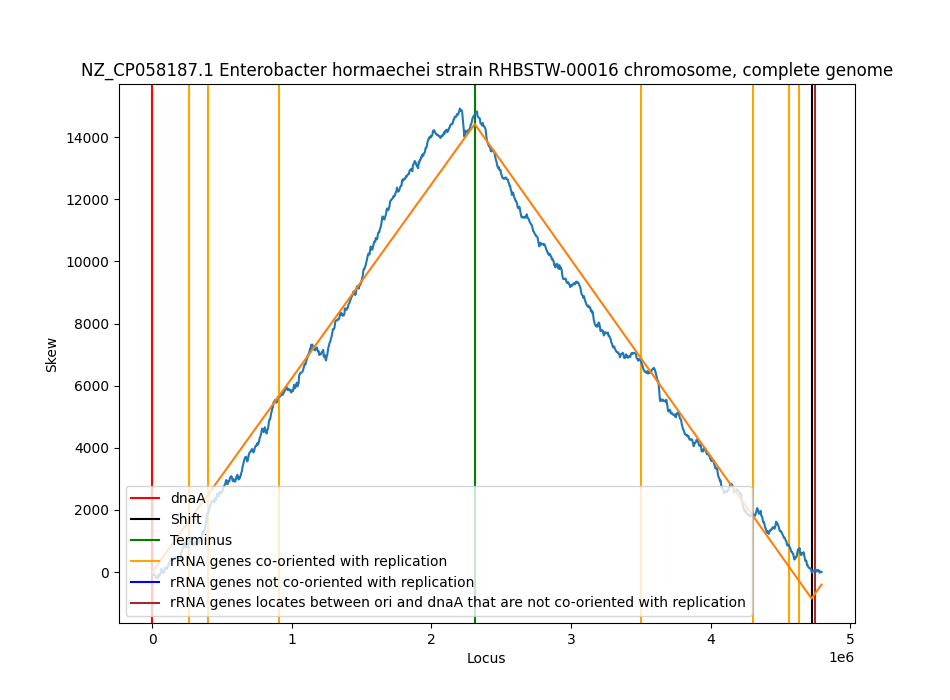 NZ_CP058187.1 Enterobacter hormaechei strain RHBSTW-00016 chromosome, complete genome
Skew
14000
12000
10000
8000
6000
4000
2000
0
dnaA
Shift
Terminus
rRNA genes co-oriented with replication
rRNA genes not co-oriented with replication
rRNA genes locates between ori and dnaA that are not co-oriented with replication
0 1 2 3 4 5
1e6
Locus